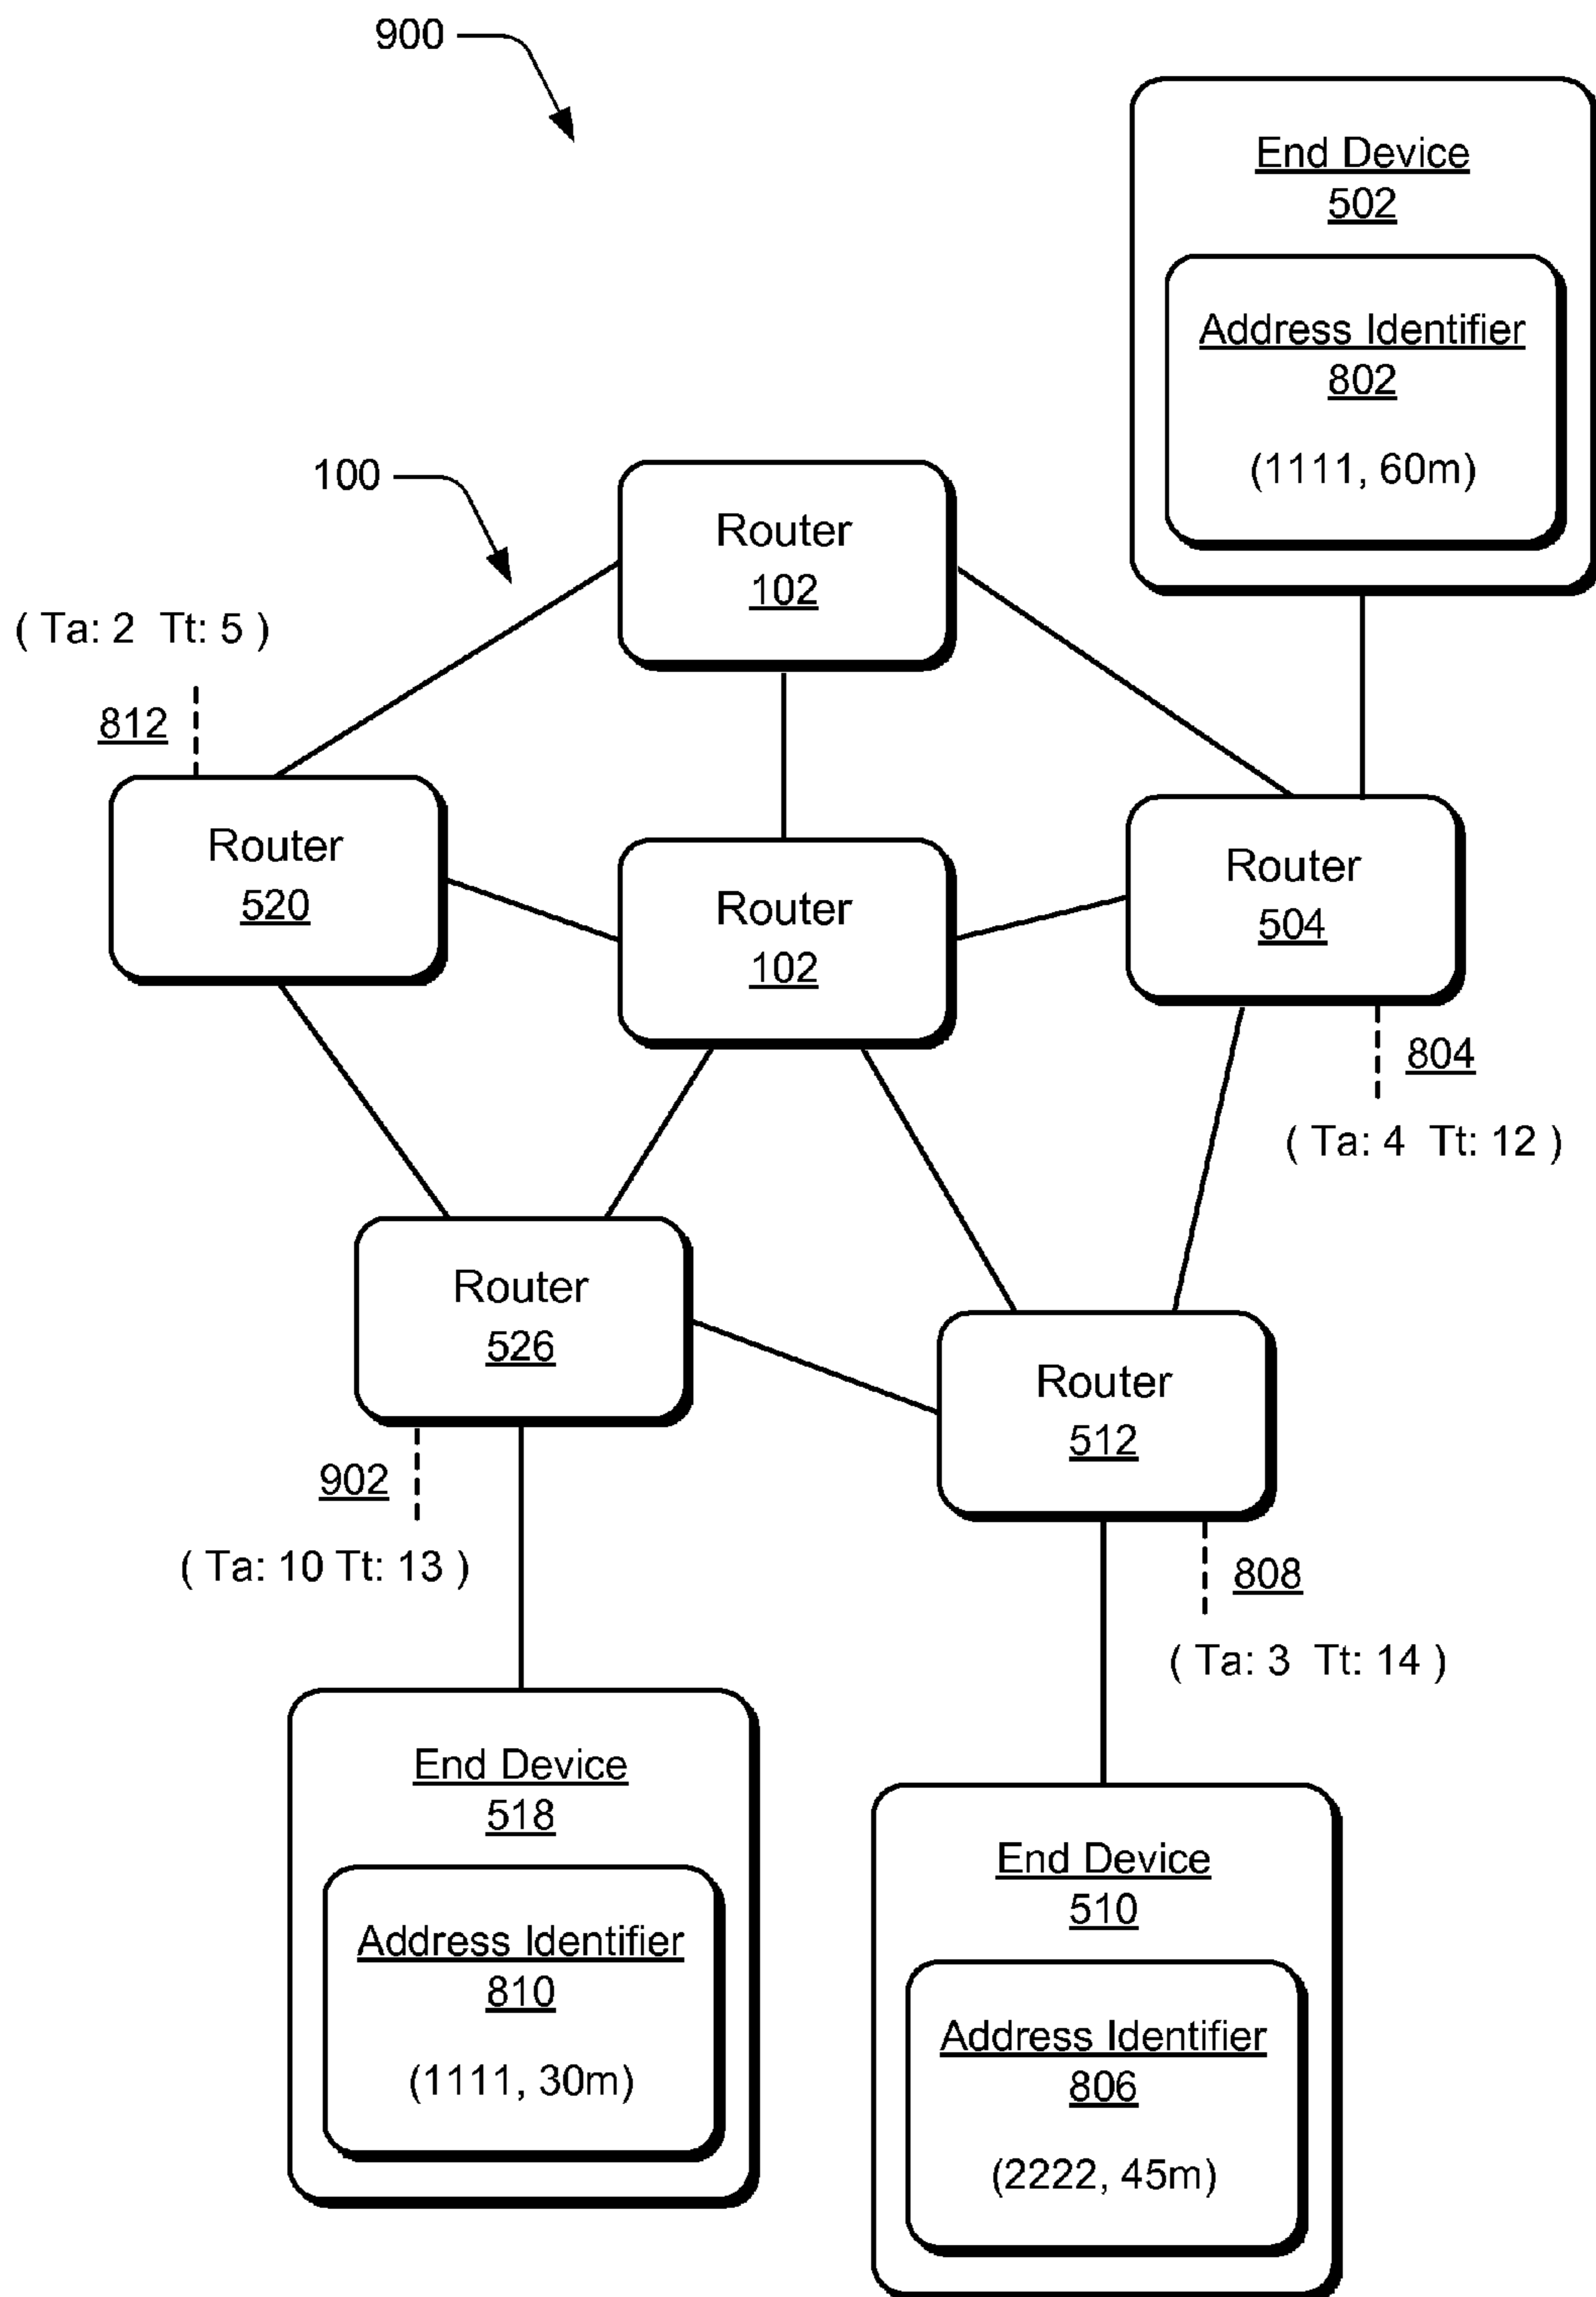 900
End Device
502
Address Identifier
802
(1111, 60m)
100
Router
102
( Ta: 2 Tt: 5 )
812
Router
520
Router
102
Router
504
804
( Ta: 4 Tt: 12 )
Router
526
Router
512
902
( Ta: 10 Tt: 13 )
808
( Ta: 3 Tt: 14 )
End Device
518
Address Identifier
810
(1111, 30m)
End Device
510
Address Identifier
806
(2222, 45m)